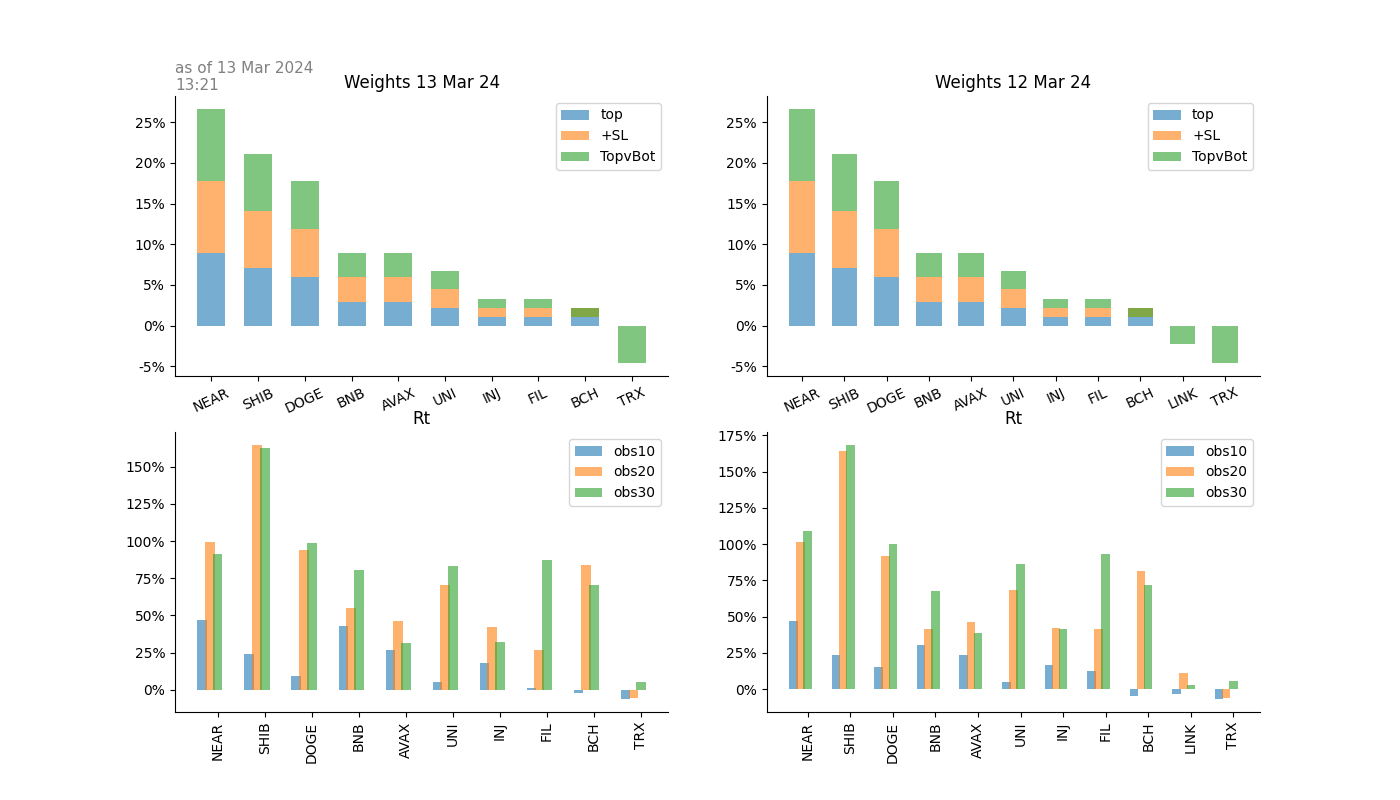 as of 13 Mar 2024
13:21
Weights 13 Mar 24
25%
20%
15%
10%
5%
0%
-5%
top
+SL
TopvBot
NEAR SHIB DOGE BNB AVAX UNI INJ FIL BCH TRX
Weights 12 Mar 24
25%
20%
15%
10%
5%
0%
-5%
top
+SL
TopvBot
NEAR SHIB DOGE BNB AVAX UNI INJ FIL BCH LINK TRX
Rt
150%
125%
100%
75%
50%
25%
0%
obs10
obs20
obs30
NEAR SHIB DOGE BNB AVAX UNI INJ FIL BCH TRX
Rt
175%
150%
125%
100%
75%
50%
25%
0%
obs10
obs20
obs30
NEAR SHIB DOGE BNB AVAX UNI INJ FIL BCH LINK TRX